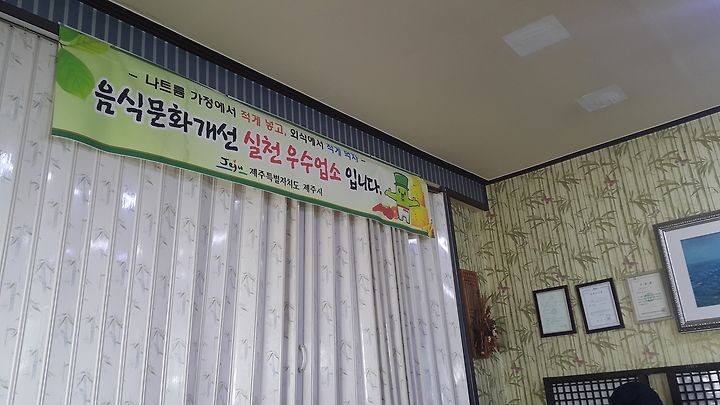 - 나트륨 가정에서 적게 넣고, 외식에서 적게 먹자 -
음식문화개선 실천 우수업소 입니다.
Jeju 제주특별자치도 제주시